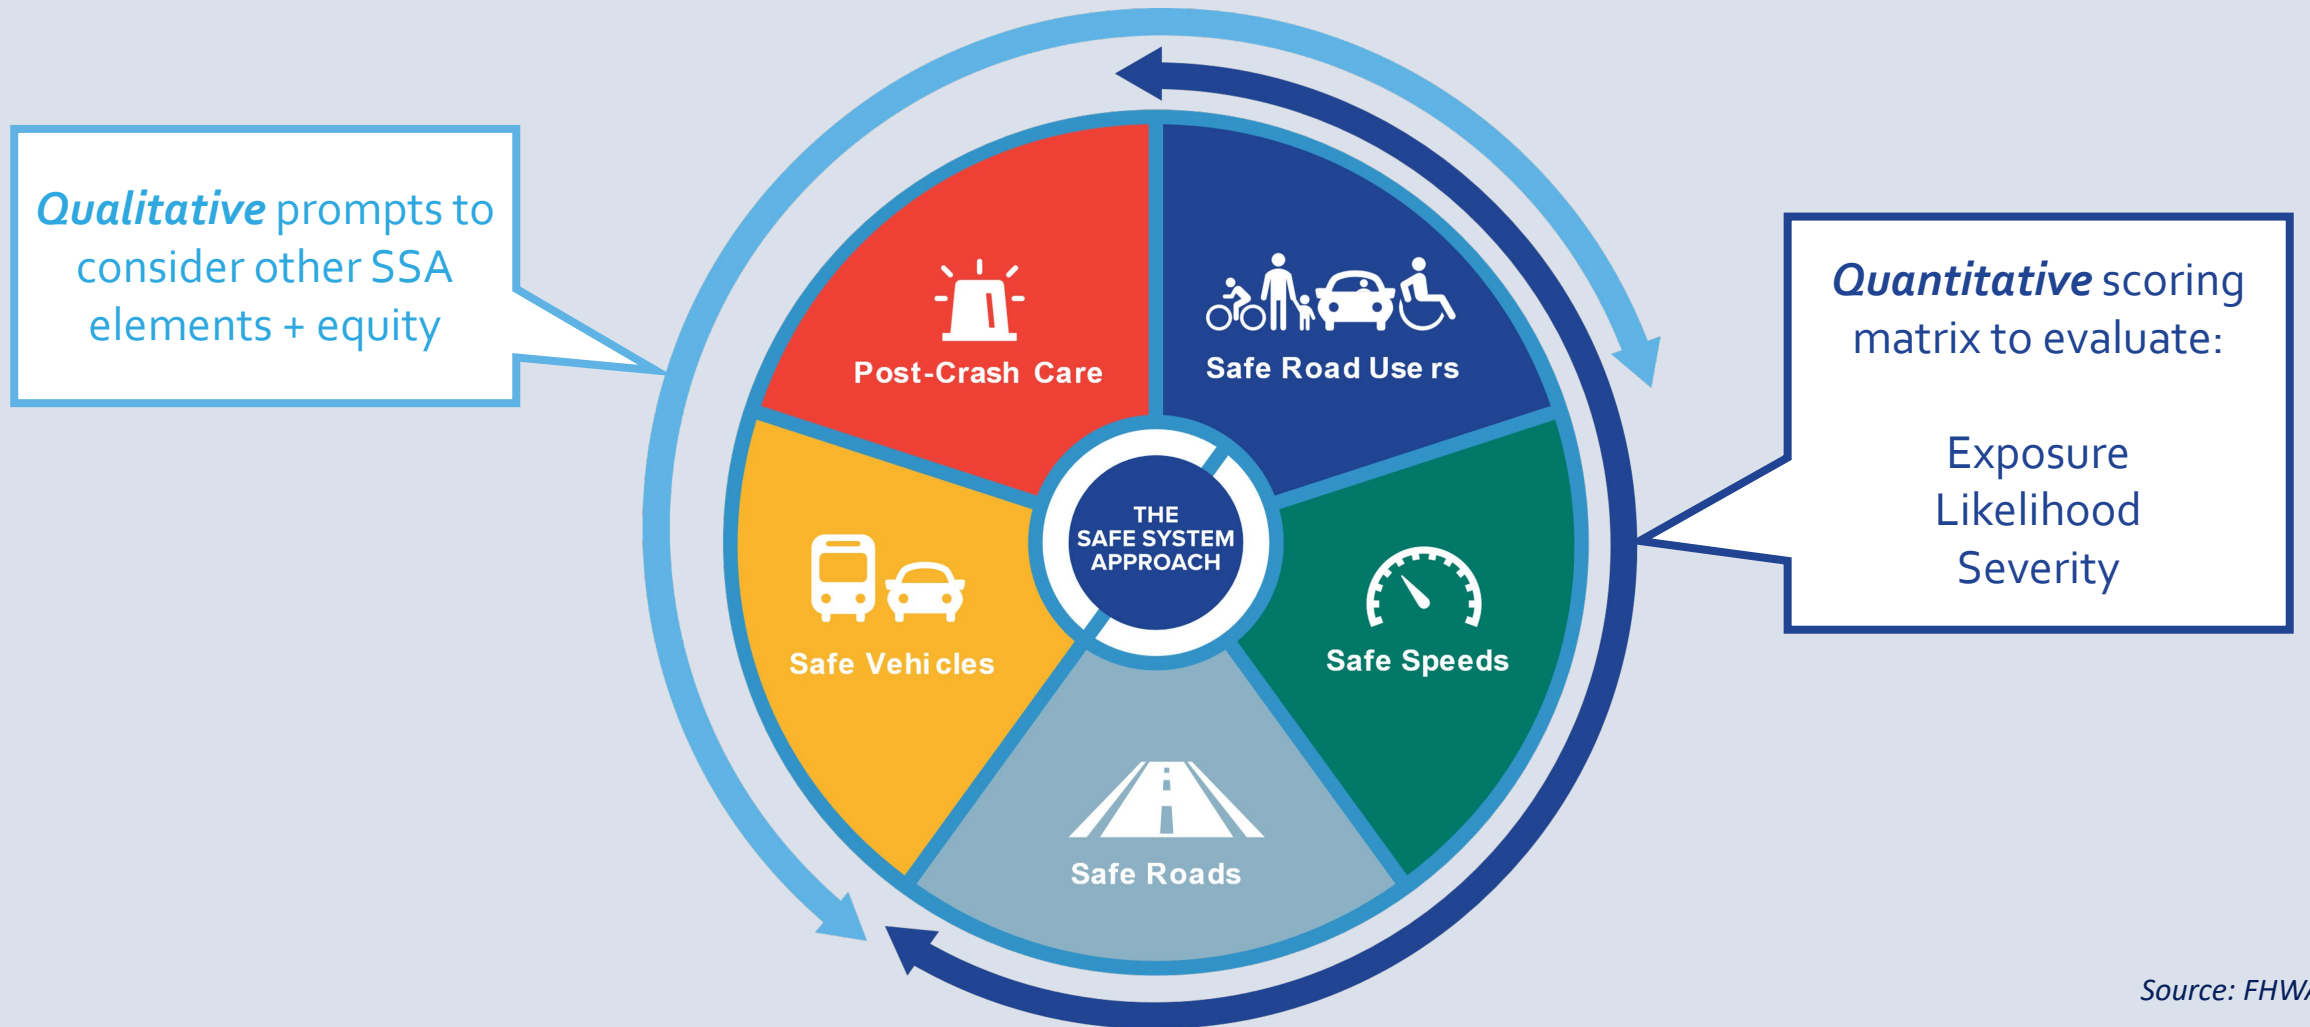 Qualitative prompts to
consider other SSA
elements + equity
Post-Crash Care
Safe Road Users
Safe Vehicles
THE
SAFE SYSTEM
APPROACH
Safe Speeds
Safe Roads
Quantitative scoring
matrix to evaluate:
Exposure
Likelihood
Severity
Source: FHWA